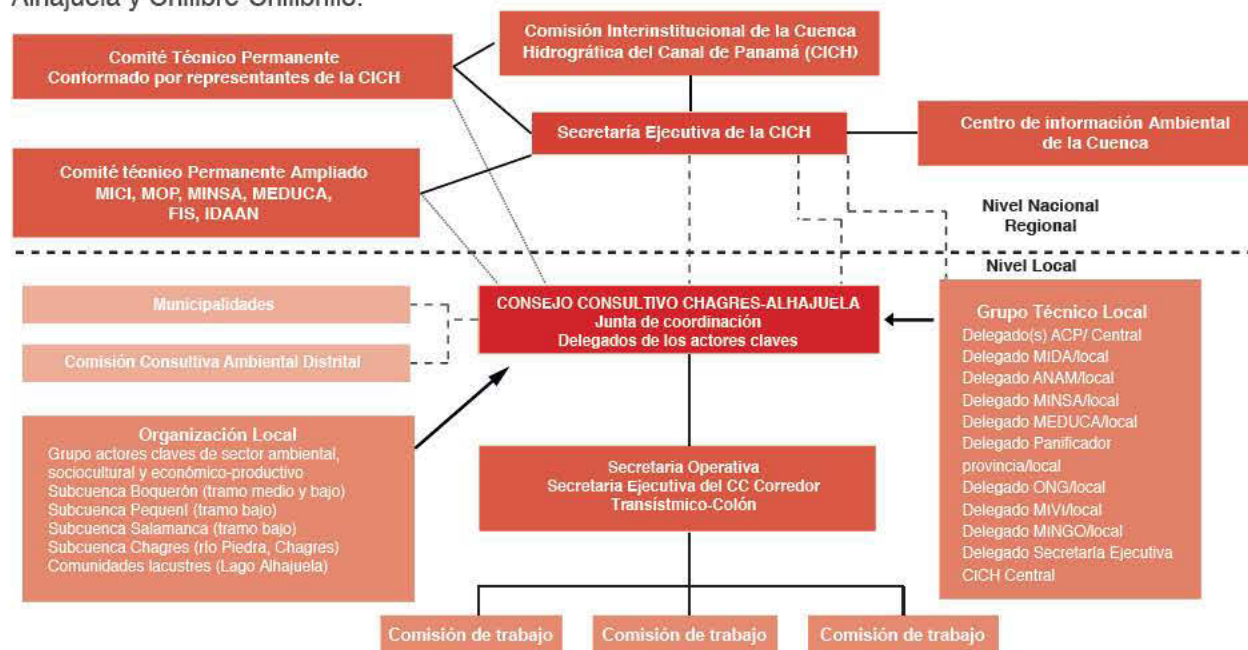 Alhajuela y Chilibre-Chilibrillo.
Comisión Interinstitucional de la Cuenca
Hidrográfica del Canal de Panamá (CICH)
Comité Técnico Permanente
Conformado por representantes de la CICH
Secretaría Ejecutiva de la CICH
Centro de información Ambiental
de la Cuenca
Comité técnico Permanente Ampliado
MICI, MOP, MINSA, MEDUCA,
FIS, IDAAN
Nivel Nacional
Regional
Nivel Local
Municipalidades
Comisión Consultiva Ambiental Distrital
CONSEJO CONSULTIVO CHAGRES-ALHAJUELA
Junta de coordinación
Delegados de los actores claves
Grupo Técnico Local
Delegado(s) ACP/ Central
Delegado MIDA/local
Delegado ANAM/local
Delegado MINSA/local
Delegado MEDUCA/local
Delegado Panificador
provincia/local
Delegado ONG/local
Delegado MIVI/local
Delegado MINGO/local
Delegado Secretaría Ejecutiva
CICH Central
Organización Local
Grupo actores claves de sector ambiental,
sociocultural y económico-productivo
Subcuenca Boquerón (tramo medio y bajo)
Subcuenca Pequení (tramo bajo)
Subcuenca Salamanca (tramo bajo)
Subcuenca Chagres (río Piedra, Chagres)
Comunidades lacustres (Lago Alhajuela)
Secretaria Operativa
Secretaría Ejecutiva del CC Corredor
Transístmico-Colón
Comisión de trabajo
Comisión de trabajo
Comisión de trabajo